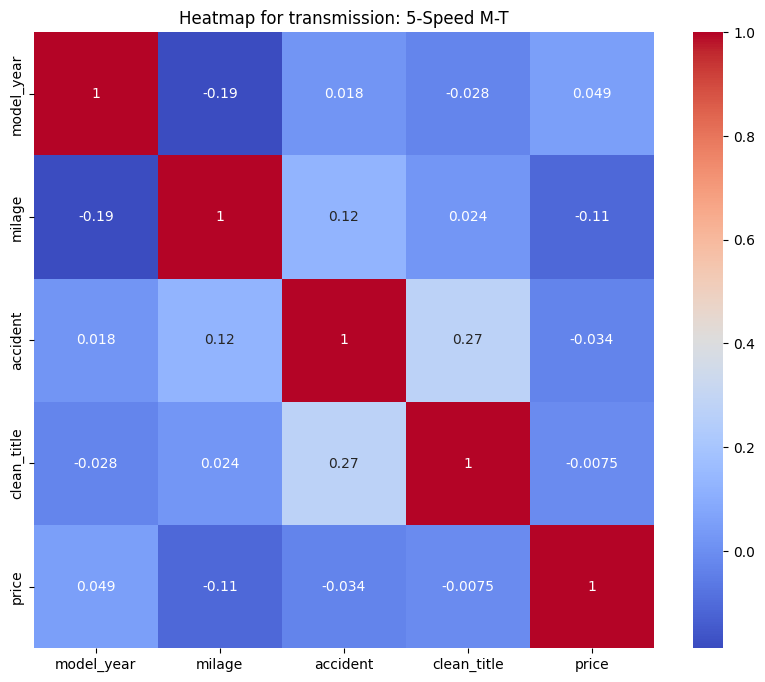 Heatmap for transmission: 5-Speed M-T
model_year 1 -0.19 0.018 -0.028 0.049
milage -0.19 1 0.12 0.024 -0.11
accident 0.018 0.12 1 0.27 -0.034
clean_title -0.028 0.024 0.27 1 -0.0075
price 0.049 -0.11 -0.034 -0.0075 1
model_year milage accident clean_title price
1.0
0.8
0.6
0.4
0.2
0.0